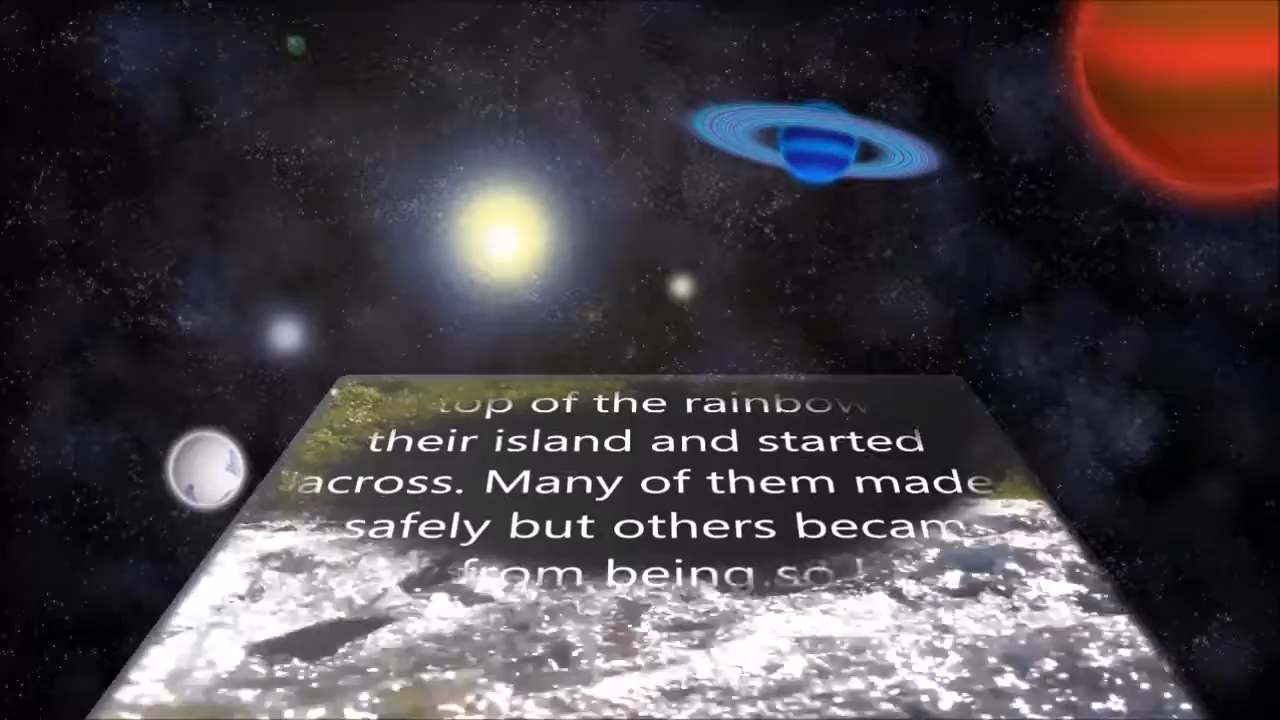 top of the rainbow
their island and started
across. Many of them made
safely but others becam
from being so